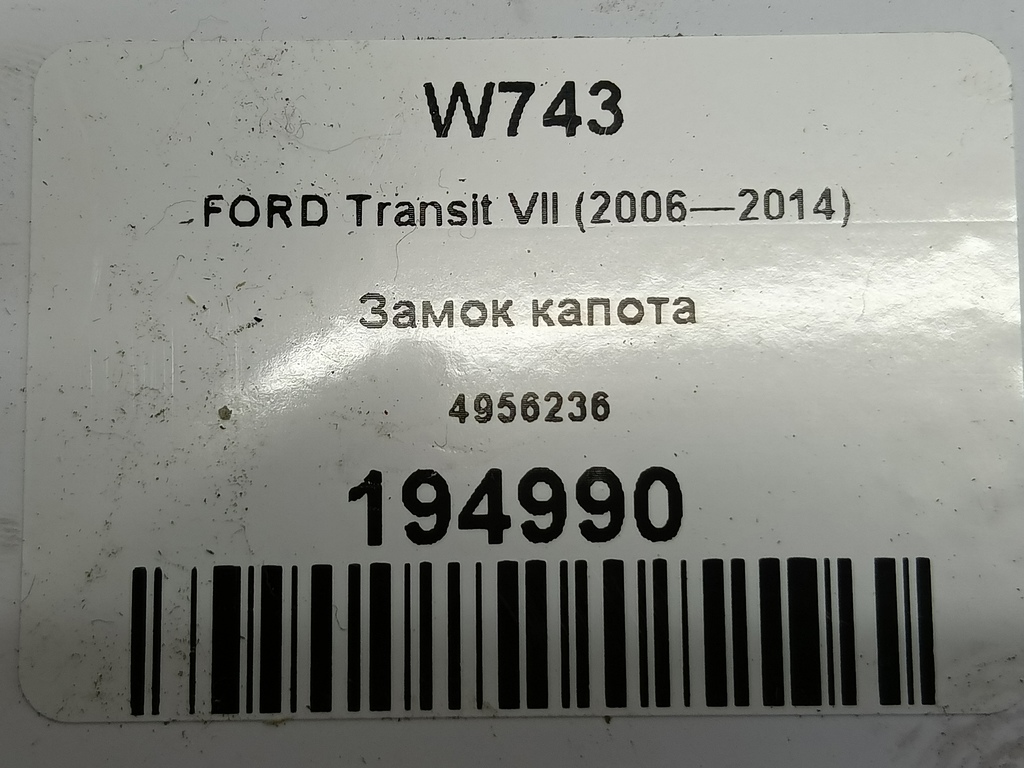 W743
FORD Transit VII (2006—2014)
Замок капота
4956236
194990